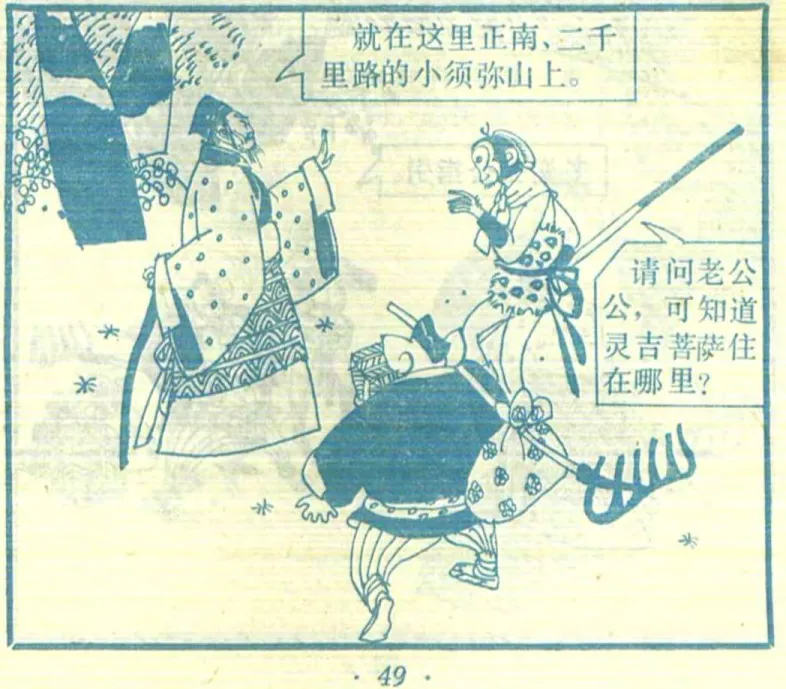 就在这里正南、二千
里路的小须弥山上。
请问老公
公，可知道
灵吉菩萨住
在哪里？
· 49 ·